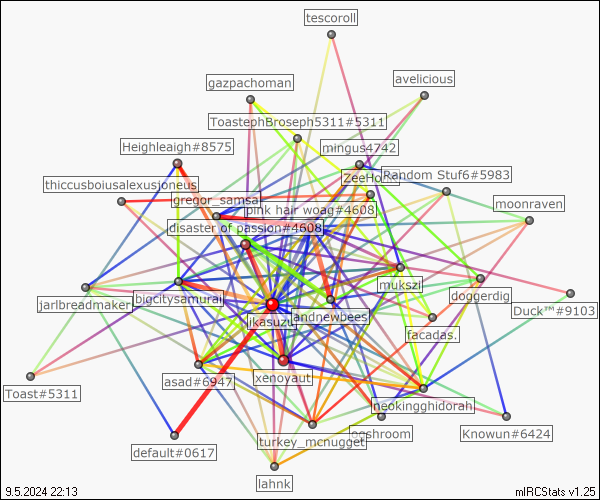 tescoroll
avelicious
gazpachoman
ToastephBroseph5311#5311
Heighleigh#8575
mingus4742
ZeeHo
Random Stuf6#5983
thiccusboiusalexusjoneus
gregor_samsa
pink hair woag#4608
moonraven
disaster of passion#4608
mukszi
doggerdig
jarlbreadmaker
bigcitysamurai
Duck™#9103
ikasuzu
andnewbees
facadas.
Toast#5311
asad#6947
xenoyaut
neokingghidorah
default#0617
turkey_mcnugget
ooshroom
Knowun#6424
lahnk
9.5.2024 22:13
mIRCStats v1.25